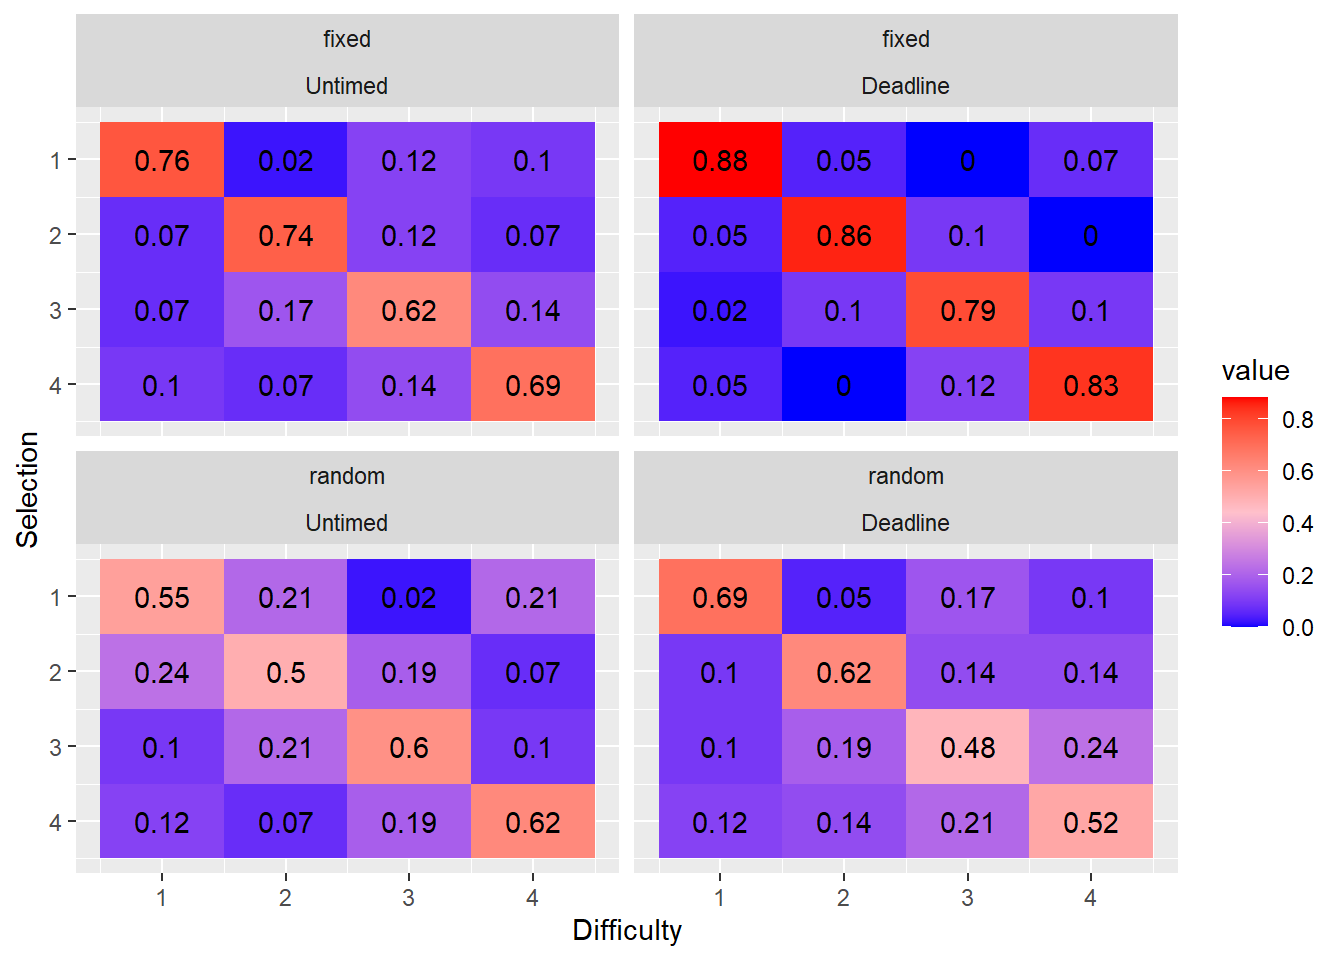 fixed fixed
Untimed Deadline
1 0.76 0.02 0.12 0.1 0.88 0.05 0 0.07
2 0.07 0.74 0.12 0.07 0.05 0.86 0.1 0
3 0.07 0.17 0.62 0.14 0.02 0.1 0.79 0.1
4 0.1 0.07 0.14 0.69 0.05 0 0.12 0.83
Selection
random random
Untimed Deadline
1 0.55 0.21 0.02 0.21 0.69 0.05 0.17 0.1
2 0.24 0.5 0.19 0.07 0.1 0.62 0.14 0.14
3 0.1 0.21 0.6 0.1 0.1 0.19 0.48 0.24
4 0.12 0.07 0.19 0.62 0.12 0.14 0.21 0.52
1 2 3 4 1 2 3 4
Difficulty
value
0.8
0.6
0.4
0.2
0.0